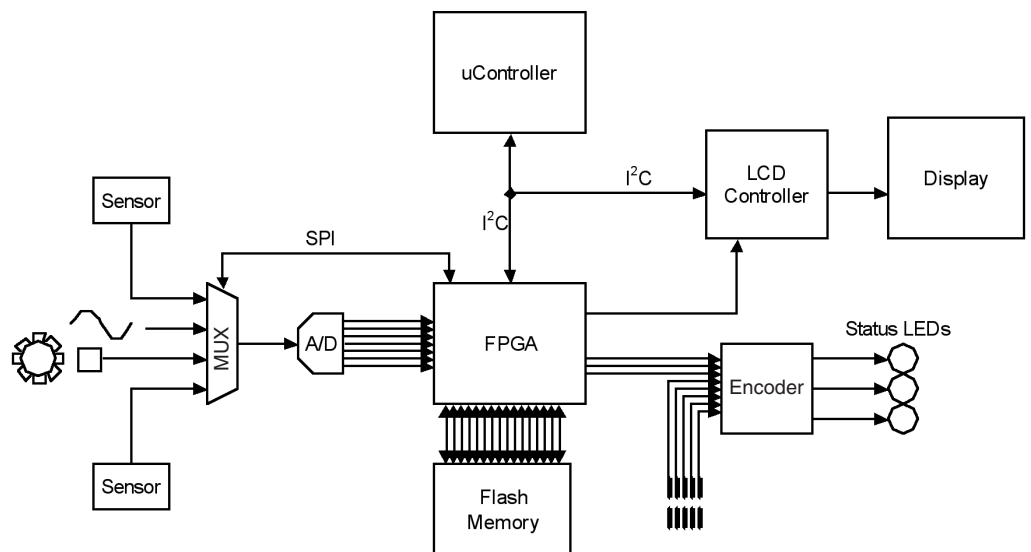 uController
I²C
LCD
Controller
Display
Sensor
I²C
SPI
MUX
A/D
FPGA
Status LEDs
Encoder
Sensor
Flash
Memory